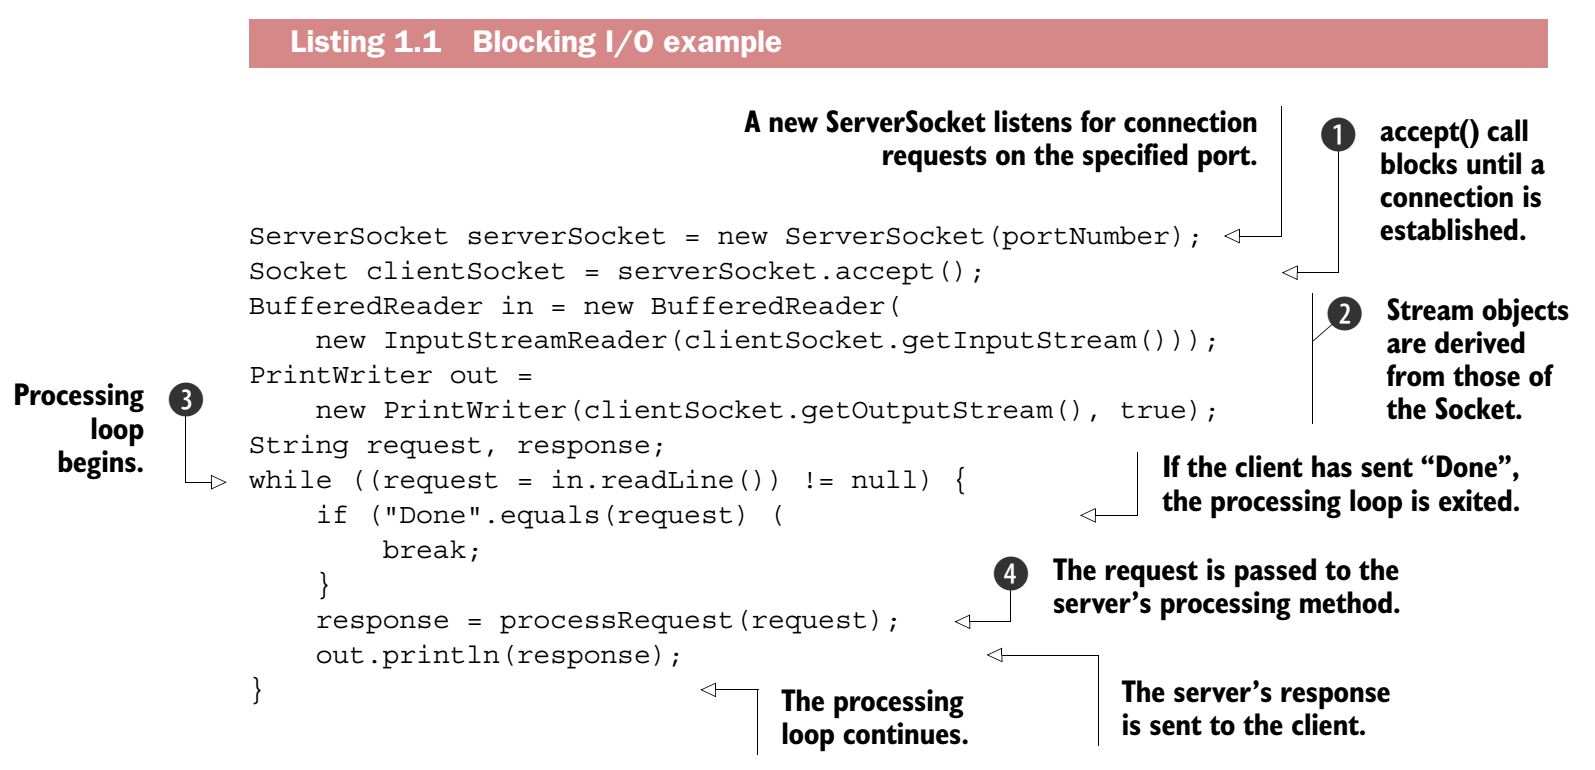 Listing 1.1 Blocking I/O example
A new ServerSocket listens for connection
requests on the specified port.
1 accept() call
blocks until a
connection is
established.
ServerSocket serverSocket = new ServerSocket(portNumber);
Socket clientSocket = serverSocket.accept();
BufferedReader in = new BufferedReader(
new InputStreamReader(clientSocket.getInputStream()));
PrintWriter out =
new PrintWriter(clientSocket.getOutputStream(), true);
2 Stream objects
are derived
from those of
the Socket.
String request, response;
3 Processing
loop
begins.
while ((request = in.readLine()) != null) {
if ("Done".equals(request) (
If the client has sent “Done”,
the processing loop is exited.
break;
}
4 The request is passed to the
server’s processing method.
response = processRequest(request);
out.println(response);
The server’s response
is sent to the client.
}
The processing
loop continues.